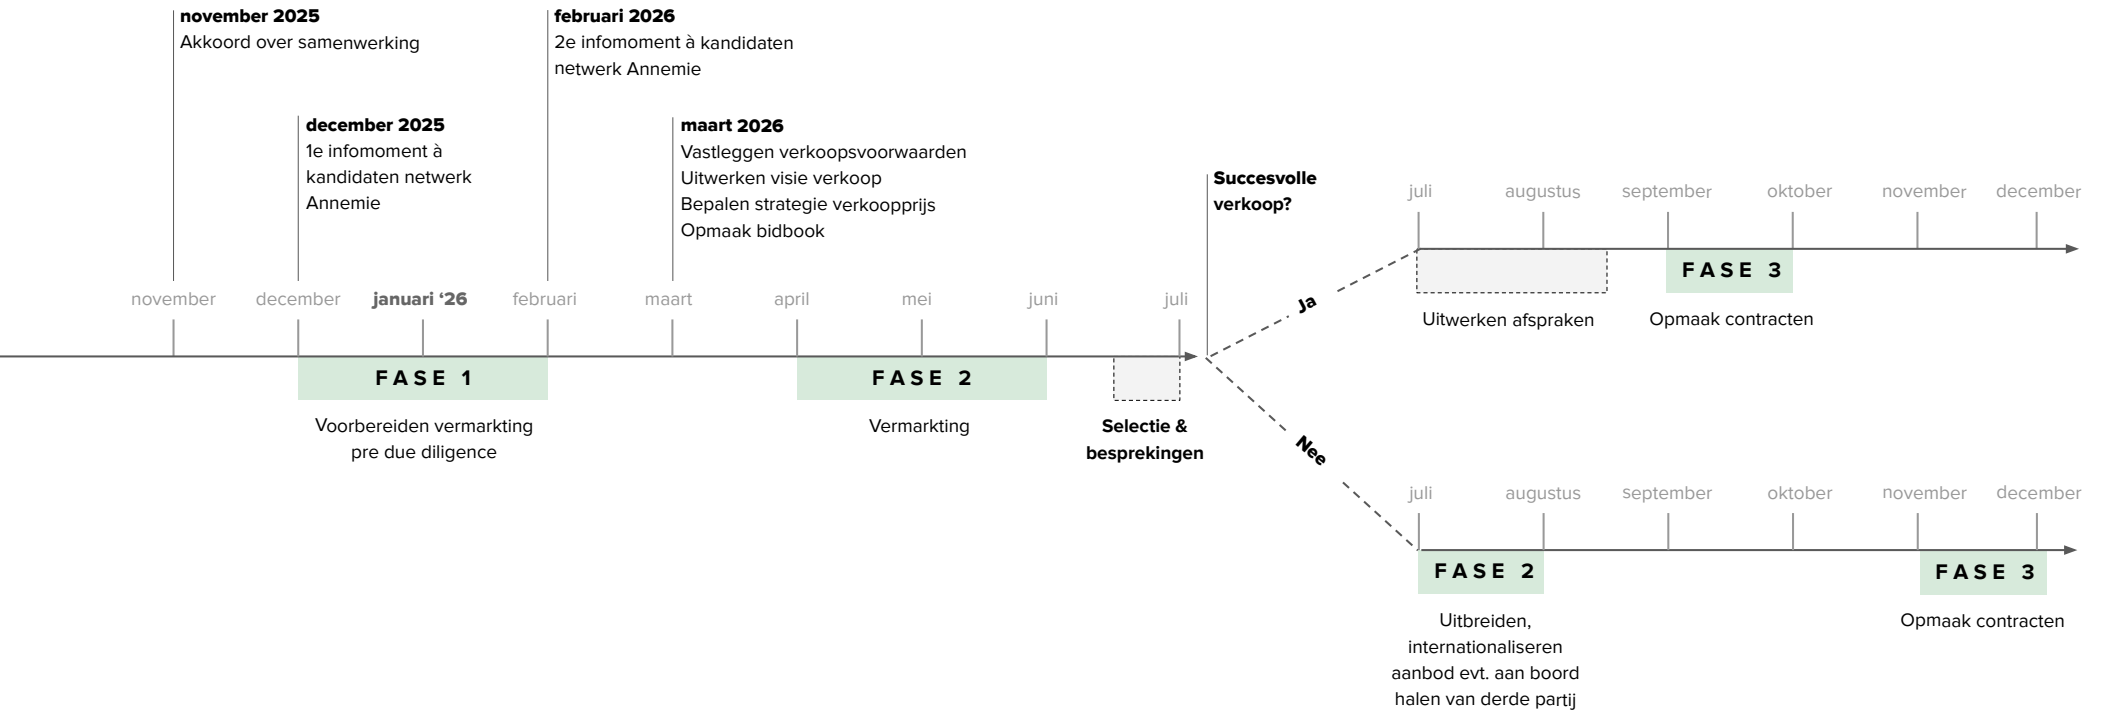 november 2025
Akkoord over samenwerking
februari 2026
2e infomoment à kandidaten
netwerk Annemie
december 2025
1e infomoment à
kandidaten netwerk
Annemie
maart 2026
Vastleggen verkoopsvoorwaarden
Uitwerken visie verkoop
Bepalen strategie verkoopprijs
Opmaak bidbook
november
december
januari ‘26
februari
maart
april
mei
juni
juli
FASE 1
Voorbereiden vermarkting
pre due diligence
FASE 2
Vermarkting
Selectie &
besprekingen
Succesvolle
verkoop?
Ja
juli
augustus
september
oktober
november
december
Uitwerken afspraken
FASE 3
Opmaak contracten
Nee
juli
augustus
september
oktober
november
december
FASE 2
Uitbreiden,
internationaliseren
aanbod evt. aan boord
halen van derde partij
FASE 3
Opmaak contracten